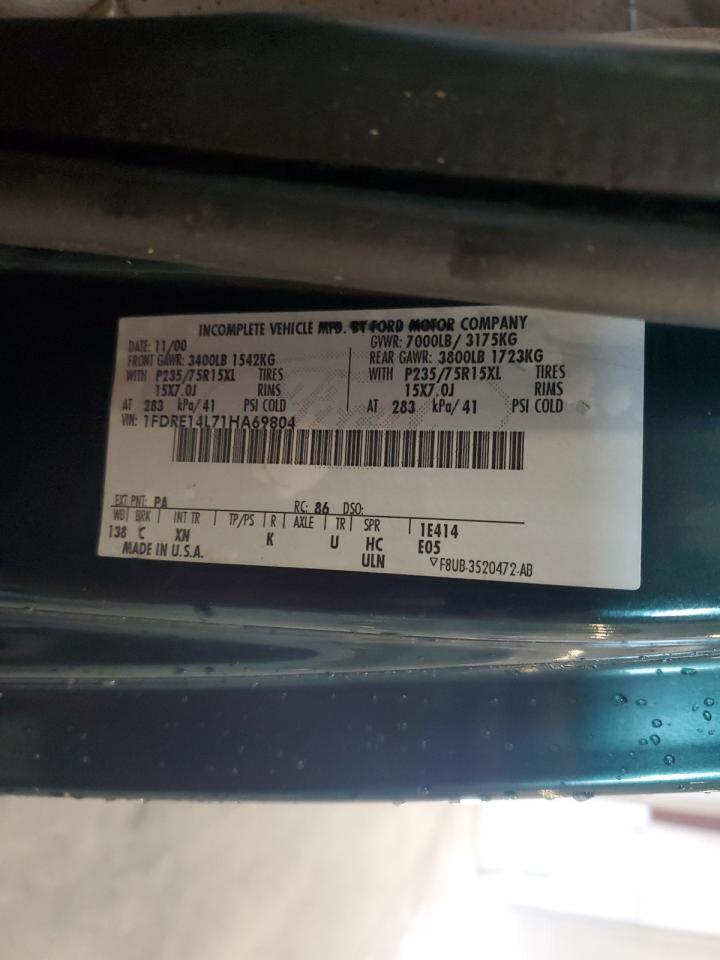 INCOMPLETE VEHICLE MFD. BY FORD MOTOR COMPANY
DATE: 11/00 GVWR: 7000LB/ 3175KG
FRONT GAWR: 3400LB 1542KG REAR GAWR: 3800LB 1723KG
WITH P235/75R15XL TIRES WITH P235/75R15XL TIRES
15X7.0J RIMS 15X7.0J RIMS
AT 283 kPa/41 PSI COLD AT 283 kPa/41 PSI COLD
VIN: 1FDRE14L71HA69804
EXT PNT: PA RC: 86 DSO:
WB BRK INT TR TP/PS R AXLE TR SPR 1E414
138 C XN K U HC E05
MADE IN U.S.A. ULN ▽F8UB-3520472-AB